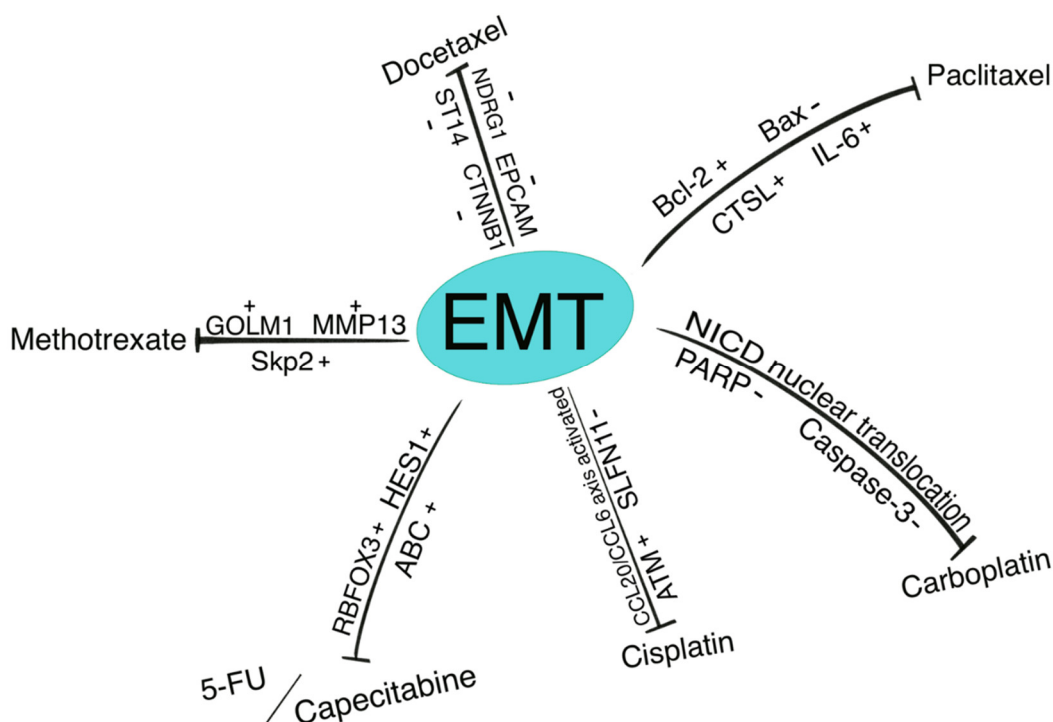 Docetaxel
NDRG1 -
ST14 -
EPCAM -
CTNNB1 -
Paclitaxel
Bcl-2 + Bax -
CTSL+ IL-6+
EMT
Methotrexate
GOLM1 + MMP13 +
Skp2 +
NICD nuclear translocation
PARP - Caspase-3-
Carboplatin
CCL20/CCL6 axis activated
ATM + SLFN11-
Cisplatin
RBFOX3+ HES1+
ABC +
5-FU / Capecitabine